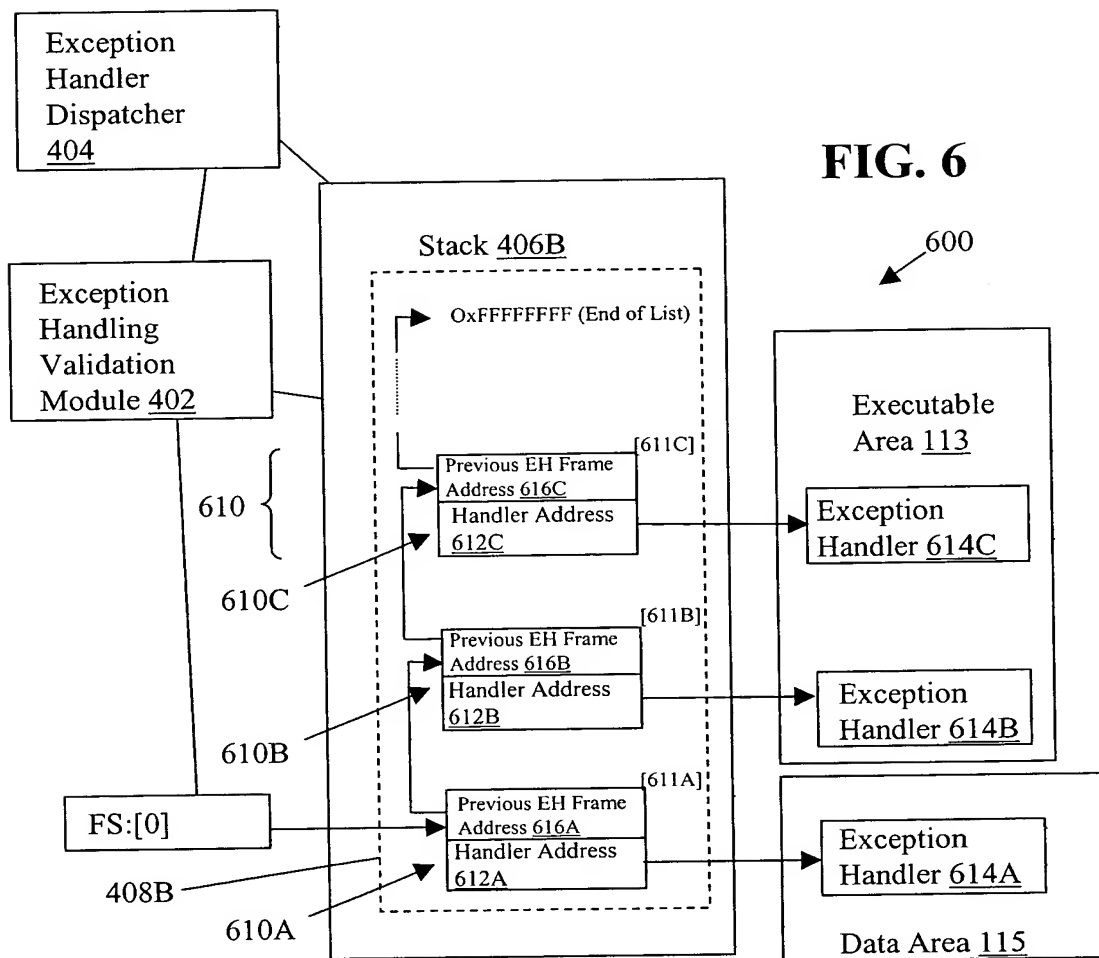 Exception
Handler
Dispatcher
404
FIG. 6
600
Stack 406B
Exception
Handling
Validation
Module 402
OxFFFFFFFF (End of List)
Executable
Area 113
[611C]
Previous EH Frame
Address 616C
Handler Address
612C
610
610C
Exception
Handler 614C
[611B]
Previous EH Frame
Address 616B
Handler Address
612B
610B
Exception
Handler 614B
[611A]
Previous EH Frame
Address 616A
Handler Address
612A
FS:[0]
408B
610A
Exception
Handler 614A
Data Area 115